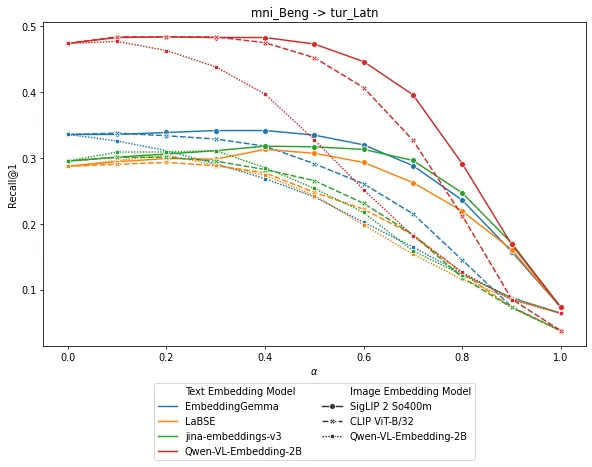 mni_Beng -> tur_Latn
Recall@1
0.5
0.4
0.3
0.2
0.1
0.0 0.2 0.4 0.6 0.8 1.0
α
Text Embedding Model Image Embedding Model
EmbeddingGemma SigLIP 2 So400m
LaBSE CLIP ViT-B/32
jina-embeddings-v3 Qwen-VL-Embedding-2B
Qwen-VL-Embedding-2B